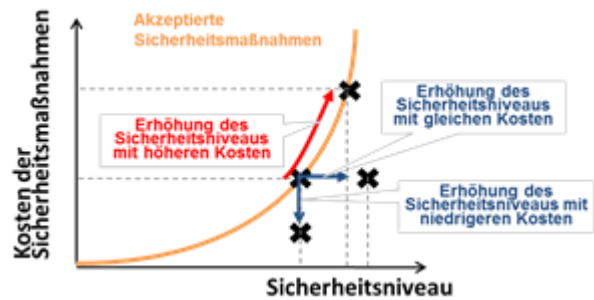 Akzeptierte
Sicherheitsmaßnahmen
Erhöhung des
Sicherheitsniveaus
mit gleichen Kosten
Erhöhung des
Sicherheitsniveaus
mit höheren Kosten
Erhöhung des
Sicherheitsniveaus mit
niedrigeren Kosten
Kosten der
Sicherheitsmaßnahmen
Sicherheitsniveau